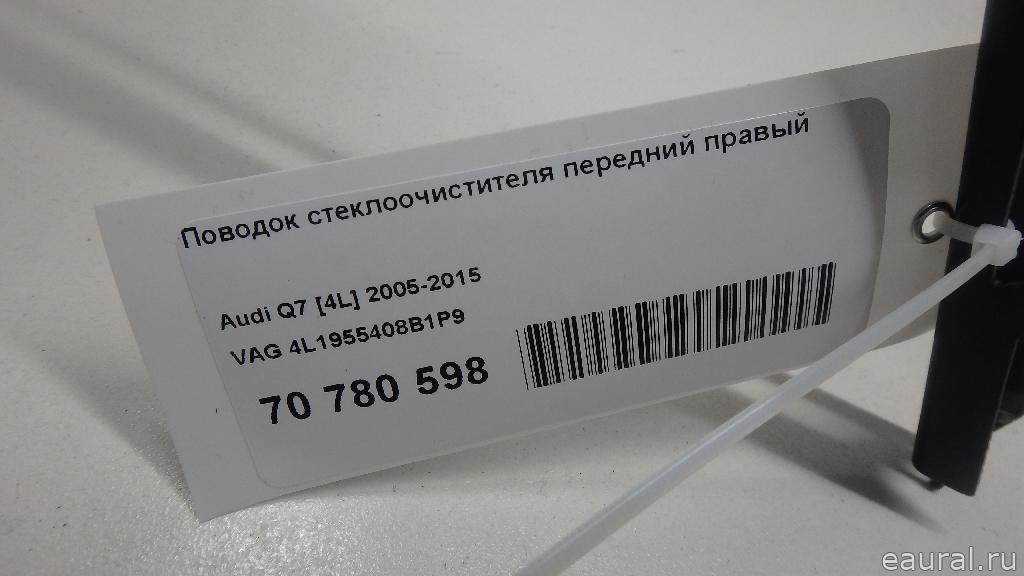 Поводок стеклоочистителя передний правый
Audi Q7 [4L] 2005-2015
VAG 4L1955408B1P9
70 780 598
eaural.ru